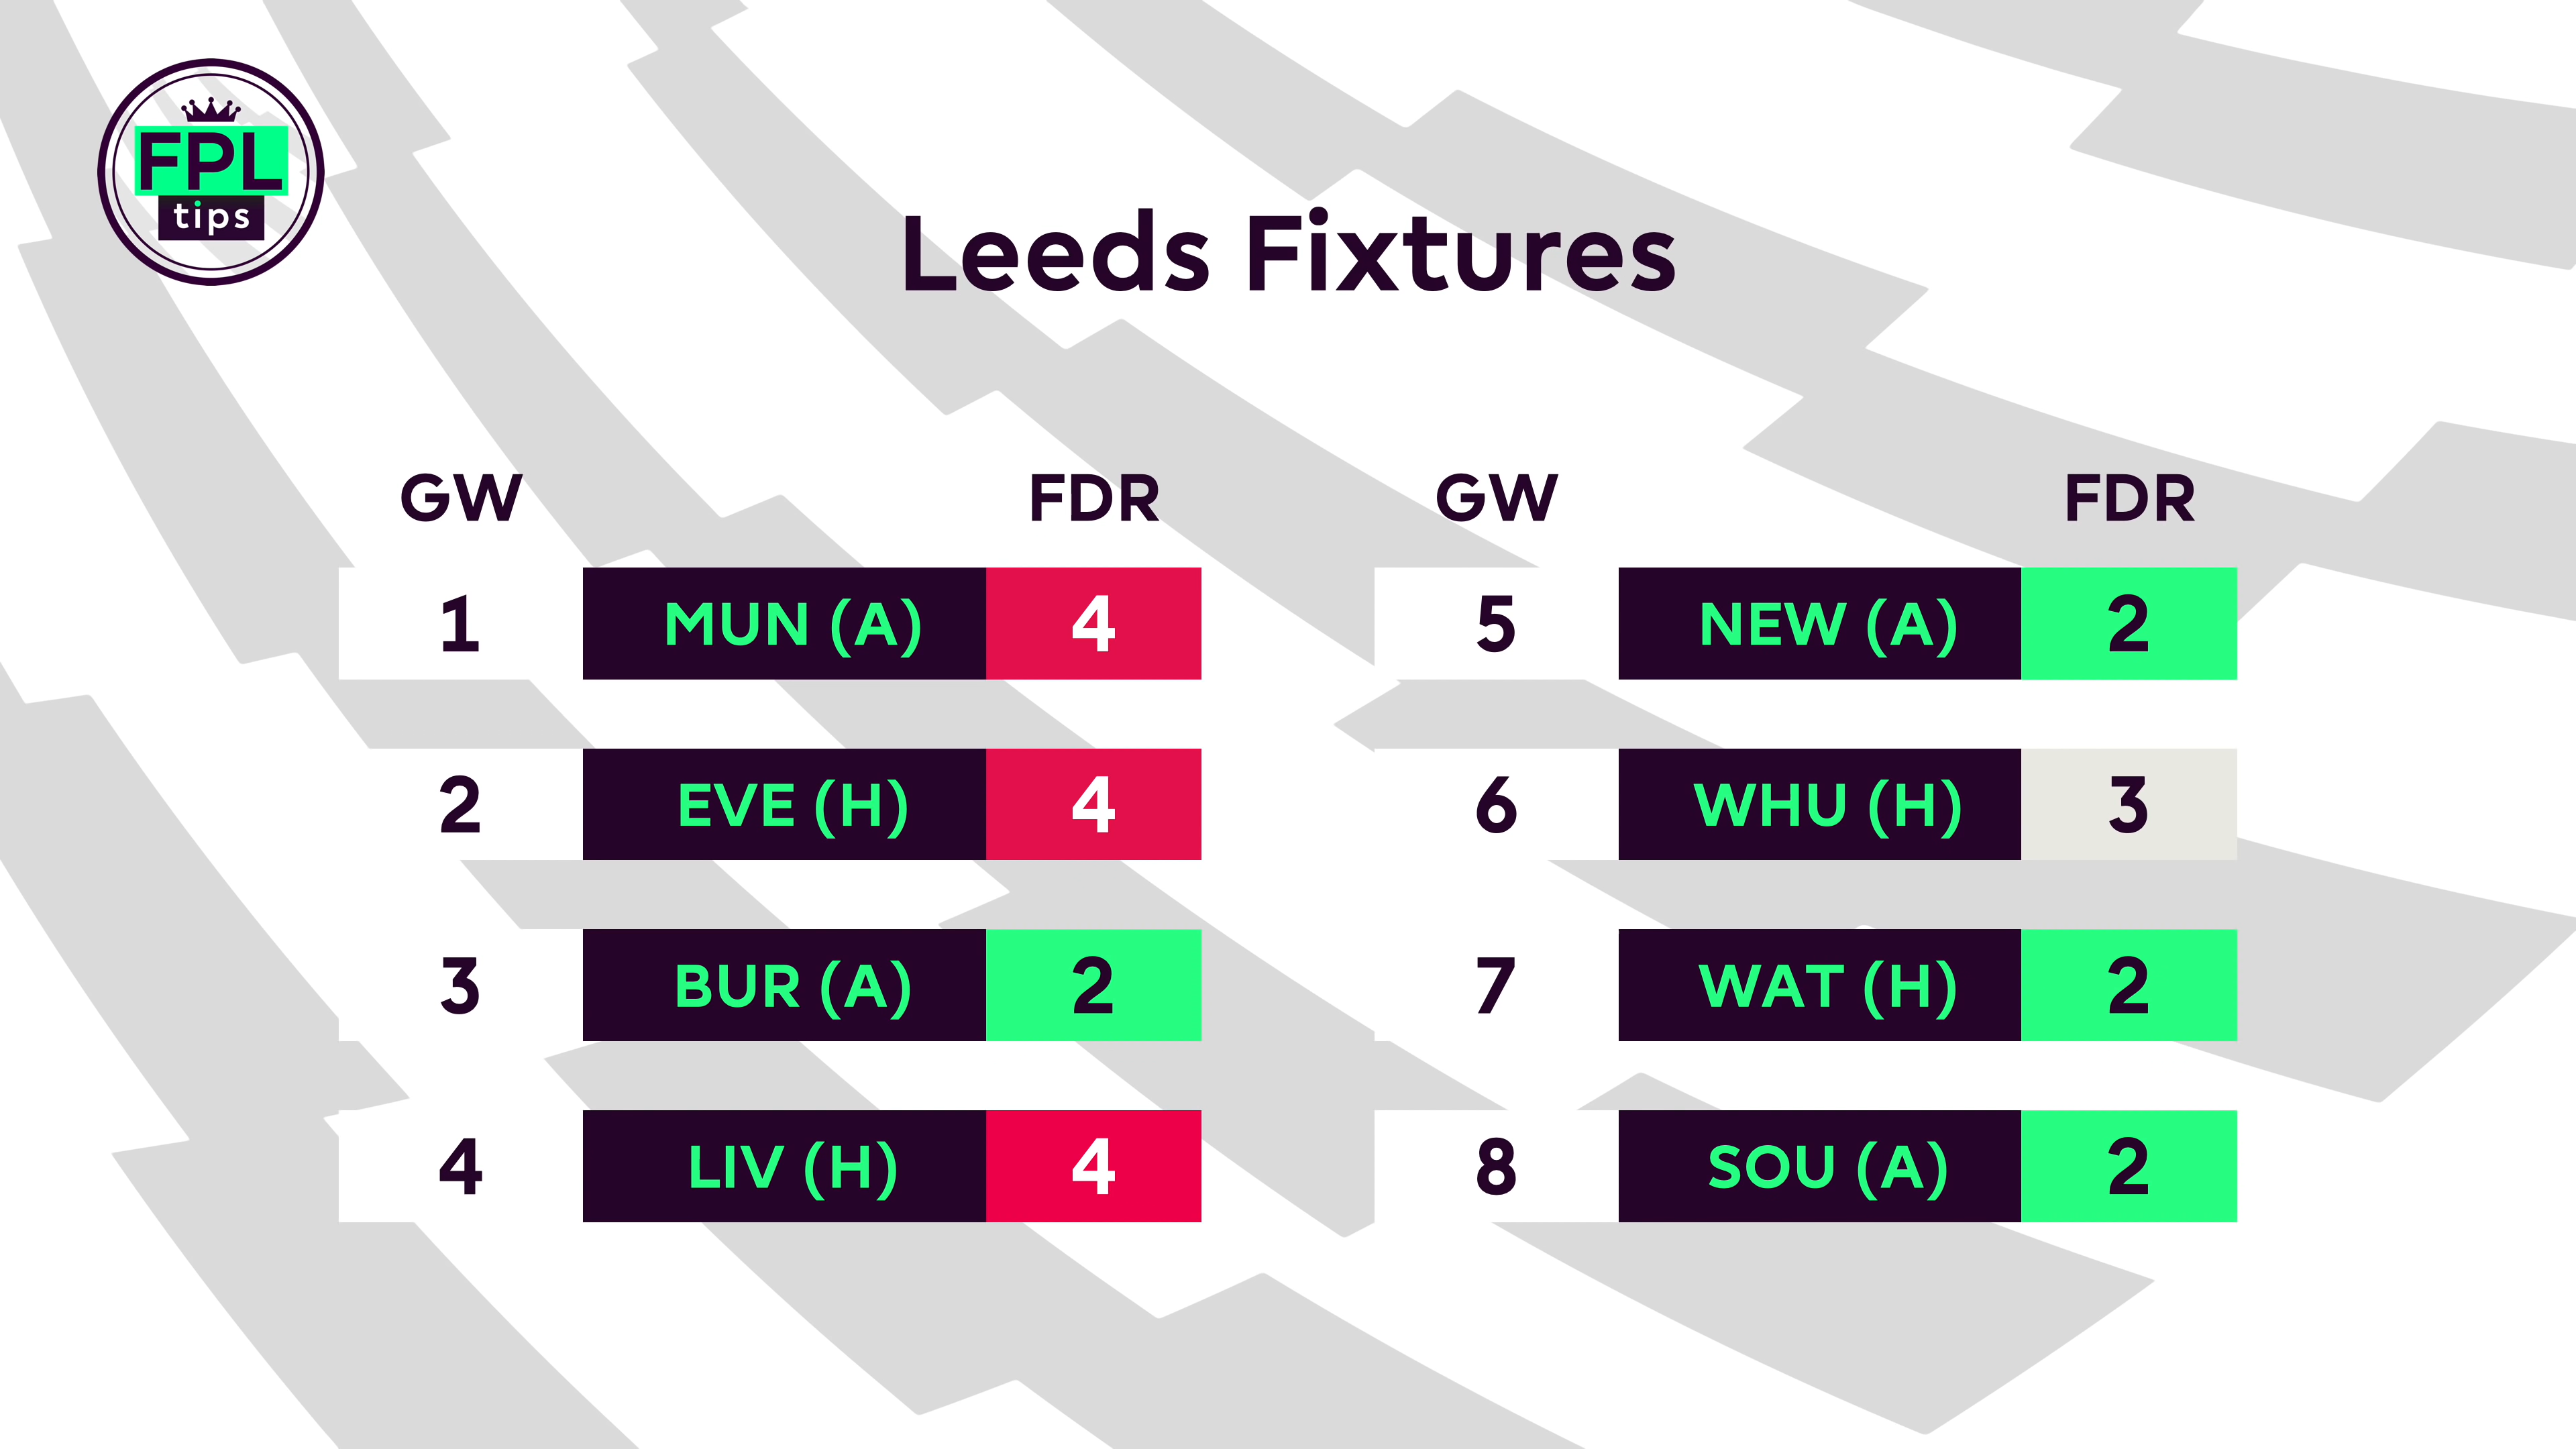 FPL
tips
Leeds Fixtures
GW FDR
1 MUN (A) 4
2 EVE (H) 4
3 BUR (A) 2
4 LIV (H) 4
GW FDR
5 NEW (A) 2
6 WHU (H) 3
7 WAT (H) 2
8 SOU (A) 2